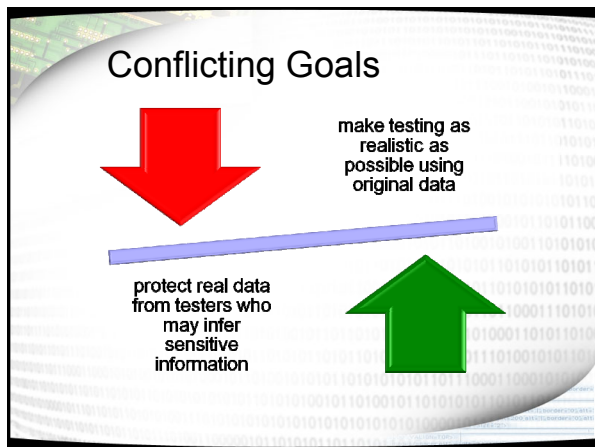 Conflicting Goals
make testing as
realistic as
possible using
original data
protect real data
from testers who
may infer
sensitive
information